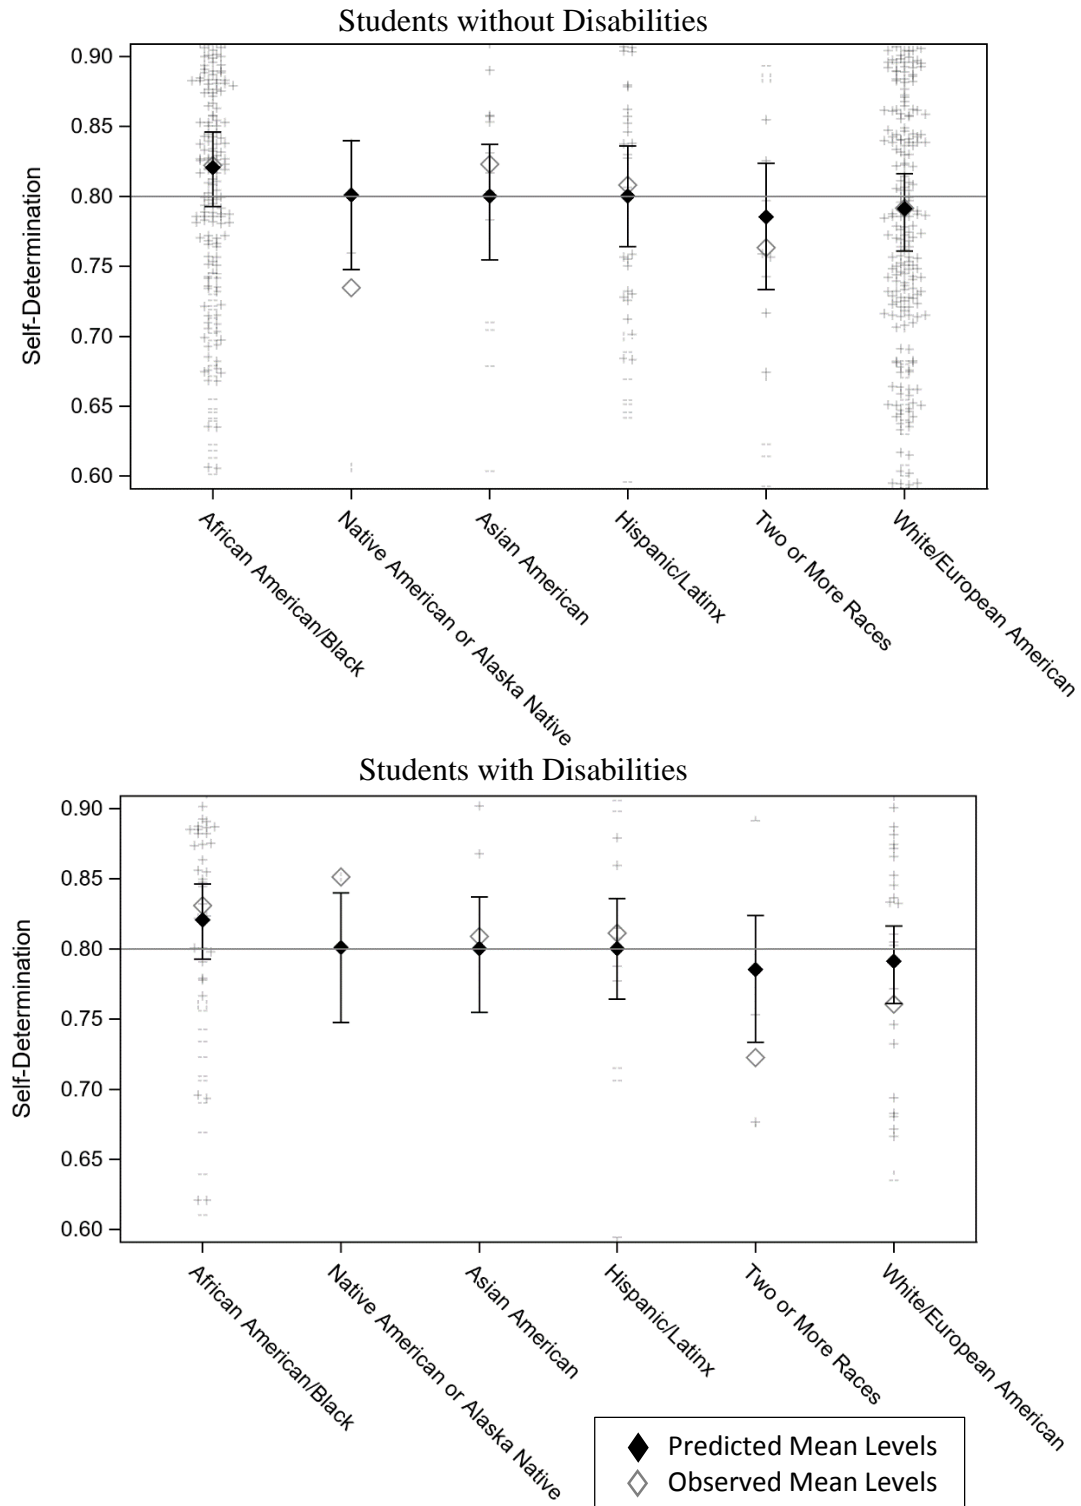 Students without Disabilities
0.90
0.85
0.80
0.75
0.70
0.65
0.60
Self-Determination
African American/Black
Native American or Alaska Native
Asian American
Hispanic/Latinx
Two or More Races
White/European American
Students with Disabilities
0.90
0.85
0.80
0.75
0.70
0.65
0.60
Self-Determination
African American/Black
Native American or Alaska Native
Asian American
Hispanic/Latinx
Two or More Races
White/European American
Predicted Mean Levels
Observed Mean Levels